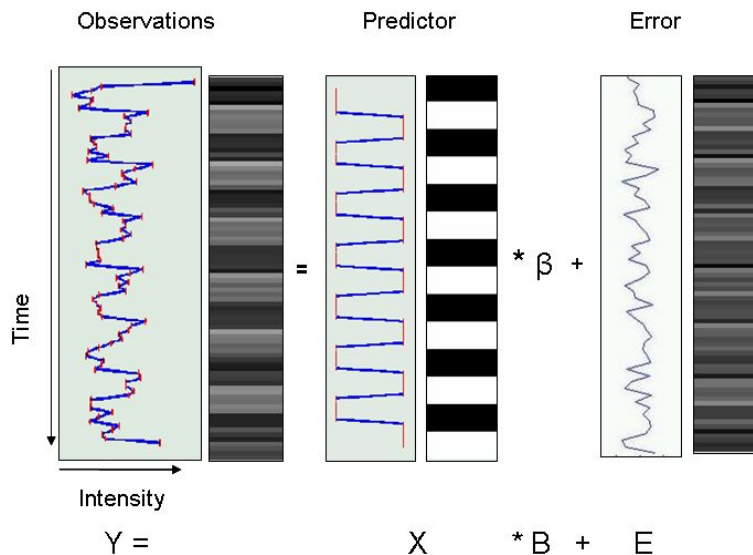 Observations
Predictor
Error
Time
=
* β +
Intensity
Y = X * B + E